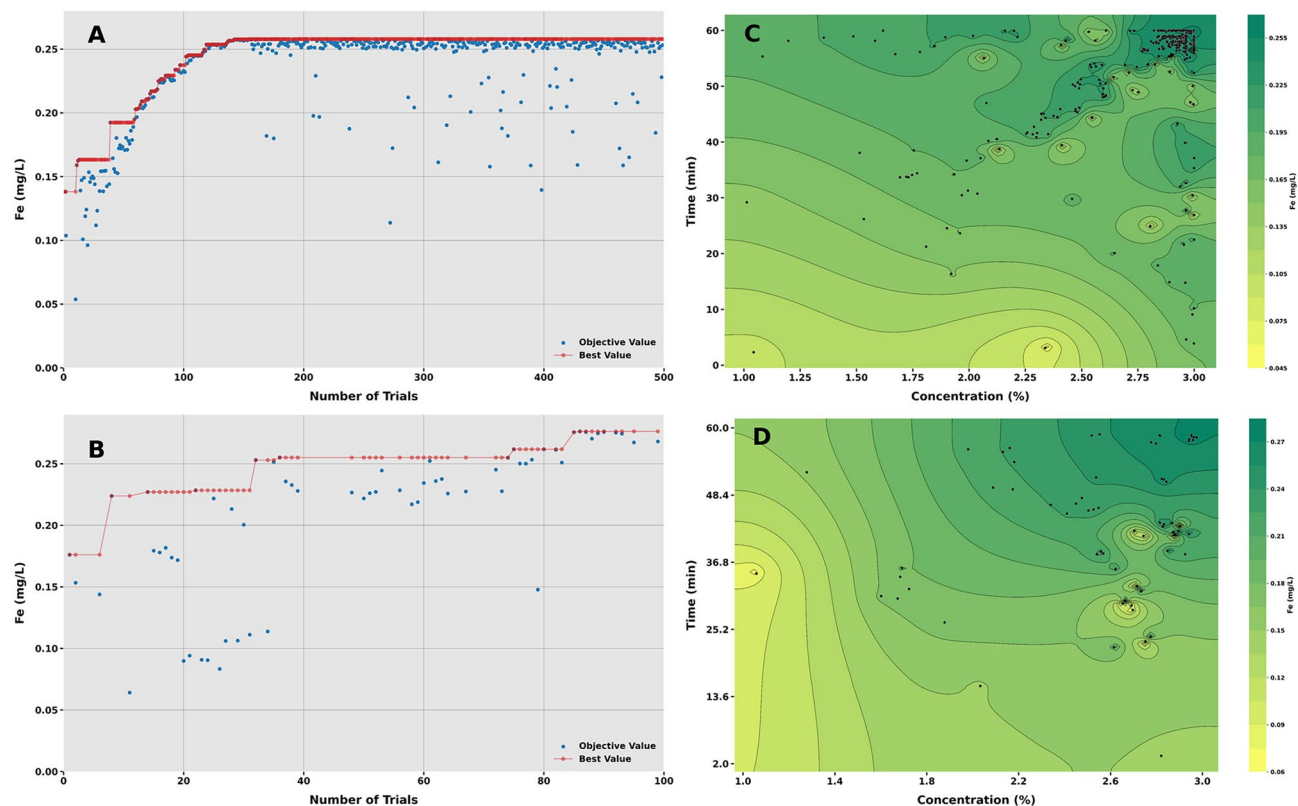 A
Fe (mg/L)
0.25
0.20
0.15
0.10
0.05
0.00
0 100 200 300 400 500
Number of Trials
Objective Value
Best Value
C
Time (min)
60
50
40
30
20
10
0
1.00 1.25 1.50 1.75 2.00 2.25 2.50 2.75 3.00
Concentration (%)
0.255
0.225
0.195
0.165
0.135
0.105
0.075
0.045
Fe (mg/L)
B
Fe (mg/L)
0.25
0.20
0.15
0.10
0.05
0.00
0 20 40 60 80 100
Number of Trials
Objective Value
Best Value
D
Time (min)
60.0
48.4
36.8
25.2
13.6
2.0
1.0 1.4 1.8 2.2 2.6 3.0
Concentration (%)
0.27
0.24
0.21
0.18
0.15
0.12
0.09
0.06
Fe (mg/L)